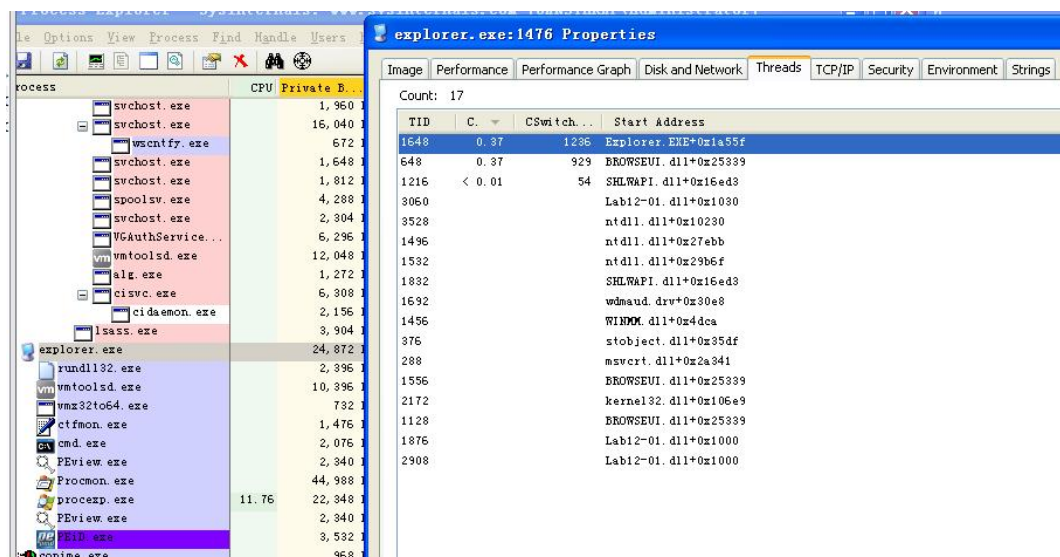 Process Explorer - Sysinternals: www.sysinternals.com
explorer.exe:1476 Properties
le Options View Process Find Handle Users
Image Performance Performance Graph Disk and Network Threads TCP/IP Security Environment Strings
Count: 17
rocess CPU Private B...
svchost.exe 1,960
svchost.exe 16,040
wscntfy.exe 672
svchost.exe 1,648
svchost.exe 1,812
spoolsv.exe 4,288
svchost.exe 2,304
VGAuthService... 6,296
vmtoolsd.exe 12,048
alg.exe 1,272
cisvc.exe 6,308
cidaemon.exe 2,156
lsass.exe 3,904
explorer.exe 24,872
rundll32.exe 2,396
vmtoolsd.exe 10,396
vmx32to64.exe 732
ctfmon.exe 1,476
cmd.exe 2,076
PEview.exe 2,340
Procmon.exe 44,988
procexp.exe 11.76 22,348
PEview.exe 2,340
PEiD.exe 3,532
conime.exe 968
TID C. CSwitch... Start Address
1648 0.37 1236 Explorer.EXE+0x1a55f
648 0.37 929 BROWSEUI.dll+0x25339
1216 < 0.01 54 SHLWAPI.dll+0x16ed3
3060 Lab12-01.dll+0x1030
3528 ntdll.dll+0x10230
1496 ntdll.dll+0x27ebb
1532 ntdll.dll+0x29b6f
1832 SHLWAPI.dll+0x16ed3
1692 wdmaud.drv+0x30e8
1456 WINMM.dll+0x4dca
376 stobject.dll+0x35df
288 msvcrt.dll+0x2a341
1556 BROWSEUI.dll+0x25339
2172 kernel32.dll+0x106e9
1128 BROWSEUI.dll+0x25339
1876 Lab12-01.dll+0x1000
2908 Lab12-01.dll+0x1000